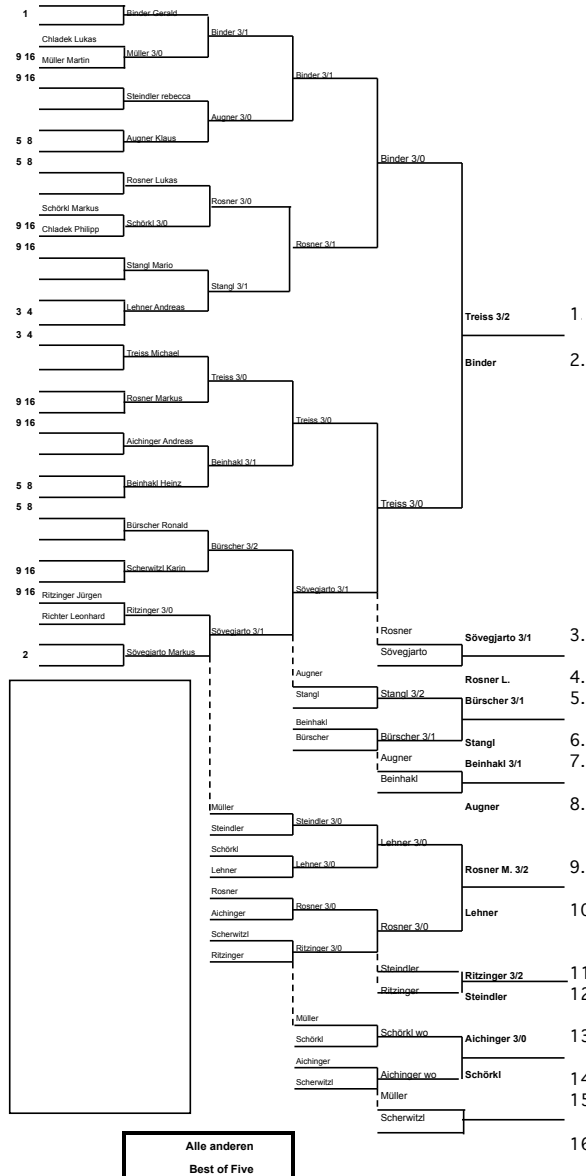 1 Binder Gerald
Binder 3/1
Chladek Lukas
9 16 Müller Martin Müller 3/0
9 16
Binder 3/1
Steindler rebecca
Augner 3/0
5 8 Augner Klaus
5 8
Binder 3/0
Rosner Lukas
Rosner 3/0
Schörkl Markus
9 16 Chladek Philipp Schörkl 3/0
9 16
Rosner 3/1
Stangl Mario
Stangl 3/1
3 4 Lehner Andreas
3 4
Treiss 3/2 1.
Binder 2.
Treiss Michael
Treiss 3/0
9 16 Rosner Markus
9 16
Treiss 3/0
Aichinger Andreas
Beinhakl 3/1
5 8 Beinhakl Heinz
5 8
Treiss 3/0
Bürscher Ronald
Bürscher 3/2
9 16 Scherwitzl Karin
9 16 Ritzinger Jürgen
Sövegjarto 3/1
Richter Leonhard Ritzinger 3/0
Sövegjarto 3/1
2 Sövegjarto Markus
Rosner
Sövegjarto
Sövegjarto 3/1 3.
Rosner L. 4.
Augner
Stangl
Stangl 3/2
Bürscher 3/1 5.
Beinhakl
Bürscher
Bürscher 3/1
Stangl 6.
Augner
Beinhakl
Beinhakl 3/1 7.
Augner 8.
Müller
Steindler
Steindler 3/0
Lehner 3/0
Schörkl
Lehner
Lehner 3/0
Rosner M. 3/2 9.
Lehner 10
Rosner
Aichinger
Rosner 3/0
Rosner 3/0
Scherwitzl
Ritzinger
Ritzinger 3/0
Steindler
Ritzinger
Ritzinger 3/2 11
Steindler 12
Müller
Schörkl
Schörkl wo
Aichinger 3/0 13
Aichinger
Scherwitzl
Aichinger wo
Schörkl 14
Müller 15
Scherwitzl
16
Alle anderen
Best of Five